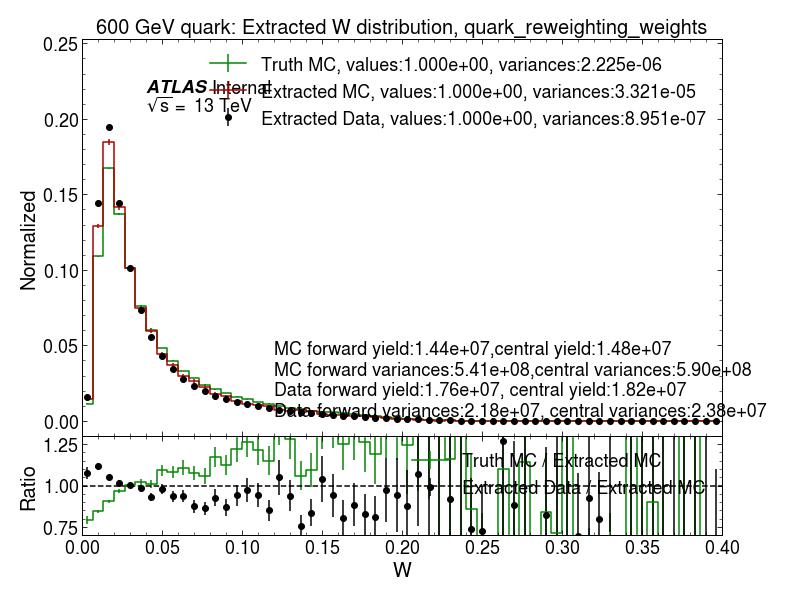 600 GeV quark: Extracted W distribution, quark_reweighting_weights
0.25
Truth MC, values:1.000e+00, variances:2.225e-06
ATLAS Internal
Extracted MC, values:1.000e+00, variances:3.321e-05
√s = 13 TeV
Extracted Data, values:1.000e+00, variances:8.951e-07
0.20
0.15
Normalized
0.10
0.05
MC forward yield:1.44e+07,central yield:1.48e+07
MC forward variances:5.41e+08,central variances:5.90e+08
Data forward yield:1.76e+07, central yield:1.82e+07
Data forward variances:2.18e+07, central variances:2.38e+07
0.00
1.25
Truth MC / Extracted MC
Ratio
1.00
Extracted Data / Extracted MC
0.75
0.00 0.05 0.10 0.15 0.20 0.25 0.30 0.35 0.40
W